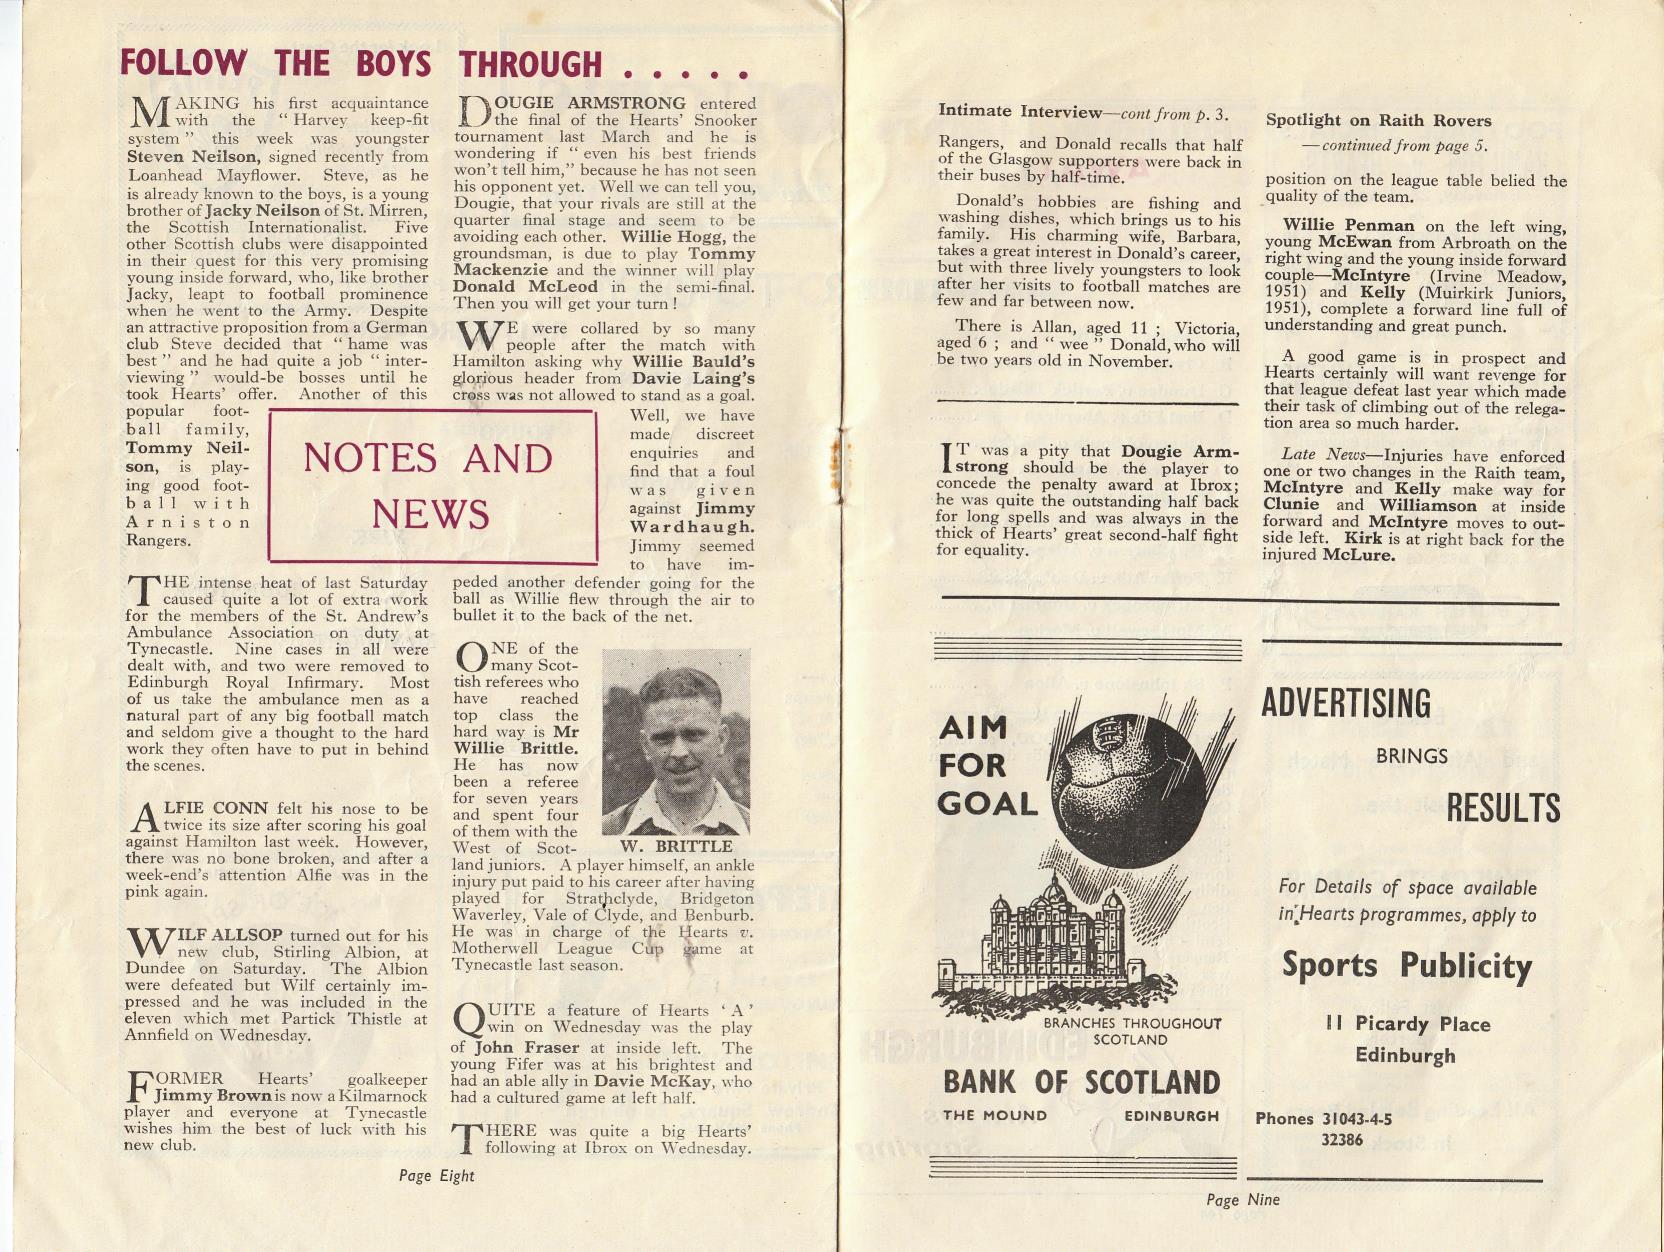 FOLLOW THE BOYS THROUGH . . . . .
MAKING his first acquaintance
with the “ Harvey keep-fit
system ” this week was youngster
Steven Neilson, signed recently from
Loanhead Mayflower. Steve, as he
is already known to the boys, is a young
brother of Jacky Neilson of St. Mirren,
the Scottish Internationalist. Five
other Scottish clubs were disappointed
in their quest for this very promising
young inside forward, who, like brother
Jacky, leapt to football prominence
when he went to the Army. Despite
an attractive proposition from a German
club Steve decided that “ hame was
best ” and he had quite a job “ inter-
viewing ” would-be bosses until he
took Hearts’ offer. Another of this
popular foot-
ball family,
Tommy Neil-
son, is play-
ing good foot-
ball with
Arniston
Rangers.
THE intense heat of last Saturday
caused quite a lot of extra work
for the members of the St. Andrew’s
Ambulance Association on duty at
Tynecastle. Nine cases in all were
dealt with, and two were removed to
Edinburgh Royal Infirmary. Most
of us take the ambulance men as a
natural part of any big football match
and seldom give a thought to the hard
work they often have to put in behind
the scenes.
ALFIE CONN felt his nose to be
twice its size after scoring his goal
against Hamilton last week. However,
there was no bone broken, and after a
week-end’s attention Alfie was in the
pink again.
WILF ALLSOP turned out for his
new club, Stirling Albion, at
Dundee on Saturday. The Albion
were defeated but Wilf certainly im-
pressed and he was included in the
eleven which met Partick Thistle at
Annfield on Wednesday.
FORMER Hearts’ goalkeeper
Jimmy Brown is now a Kilmarnock
player and everyone at Tynecastle
wishes him the best of luck with his
new club.
NOTES AND
NEWS
DOUGIE ARMSTRONG entered
the final of the Hearts’ Snooker
tournament last March and he is
wondering if “ even his best friends
won’t tell him,” because he has not seen
his opponent yet. Well we can tell you,
Dougie, that your rivals are still at the
quarter final stage and seem to be
avoiding each other. Willie Hogg, the
groundsman, is due to play Tommy
Mackenzie and the winner will play
Donald McLeod in the semi-final.
Then you will get your turn !
WE were collared by so many
people after the match with
Hamilton asking why Willie Bauld’s
glorious header from Davie Laing’s
cross was not allowed to stand as a goal.
Well, we have
made discreet
enquiries and
find that a foul
was given
against Jimmy
Wardhaugh.
Jimmy seemed
to have im-
peded another defender going for the
ball as Willie flew through the air to
bullet it to the back of the net.
ONE of the
many Scot-
tish referees who
have reached
top class the
hard way is Mr
Willie Brittle.
He has now
been a referee
for seven years
and spent four
of them with the
West of Scot-
W. BRITTLE
land juniors. A player himself, an ankle
injury put paid to his career after having
played for Strathclyde, Bridgeton
Waverley, Vale of Clyde, and Benburb.
He was in charge of the Hearts v.
Motherwell League Cup game at
Tynecastle last season.
QUITE a feature of Hearts ‘ A ’
win on Wednesday was the play
of John Fraser at inside left. The
young Fifer was at his brightest and
had an able ally in Davie McKay, who
had a cultured game at left half.
THERE was quite a big Hearts’
following at Ibrox on Wednesday.
Page Eight
Intimate Interview—cont from p. 3.
Rangers, and Donald recalls that half
of the Glasgow supporters were back in
their buses by half-time.
Donald’s hobbies are fishing and
washing dishes, which brings us to his
family. His charming wife, Barbara,
takes a great interest in Donald’s career,
but with three lively youngsters to look
after her visits to football matches are
few and far between now.
There is Allan, aged 11 ; Victoria,
aged 6 ; and “ wee ” Donald, who will
be two years old in November.
IT was a pity that Dougie Arm-
strong should be the player to
concede the penalty award at Ibrox;
he was quite the outstanding half back
for long spells and was always in the
thick of Hearts’ great second-half fight
for equality.
Spotlight on Raith Rovers
—continued from page 5.
position on the league table belied the
quality of the team.
Willie Penman on the left wing,
young McEwan from Arbroath on the
right wing and the young inside forward
couple—McIntyre (Irvine Meadow,
1951) and Kelly (Muirkirk Juniors,
1951), complete a forward line full of
understanding and great punch.
A good game is in prospect and
Hearts certainly will want revenge for
that league defeat last year which made
their task of climbing out of the relega-
tion area so much harder.
Late News—Injuries have enforced
one or two changes in the Raith team,
McIntyre and Kelly make way for
Clunie and Williamson at inside
forward and McIntyre moves to out-
side left. Kirk is at right back for the
injured McLure.
AIM
FOR
GOAL
BRANCHES THROUGHOUT
SCOTLAND
BANK OF SCOTLAND
THE MOUND EDINBURGH
ADVERTISING
BRINGS
RESULTS
For Details of space available
in Hearts programmes, apply to
Sports Publicity
11 Picardy Place
Edinburgh
Phones 31043-4-5
32386
Page Nine